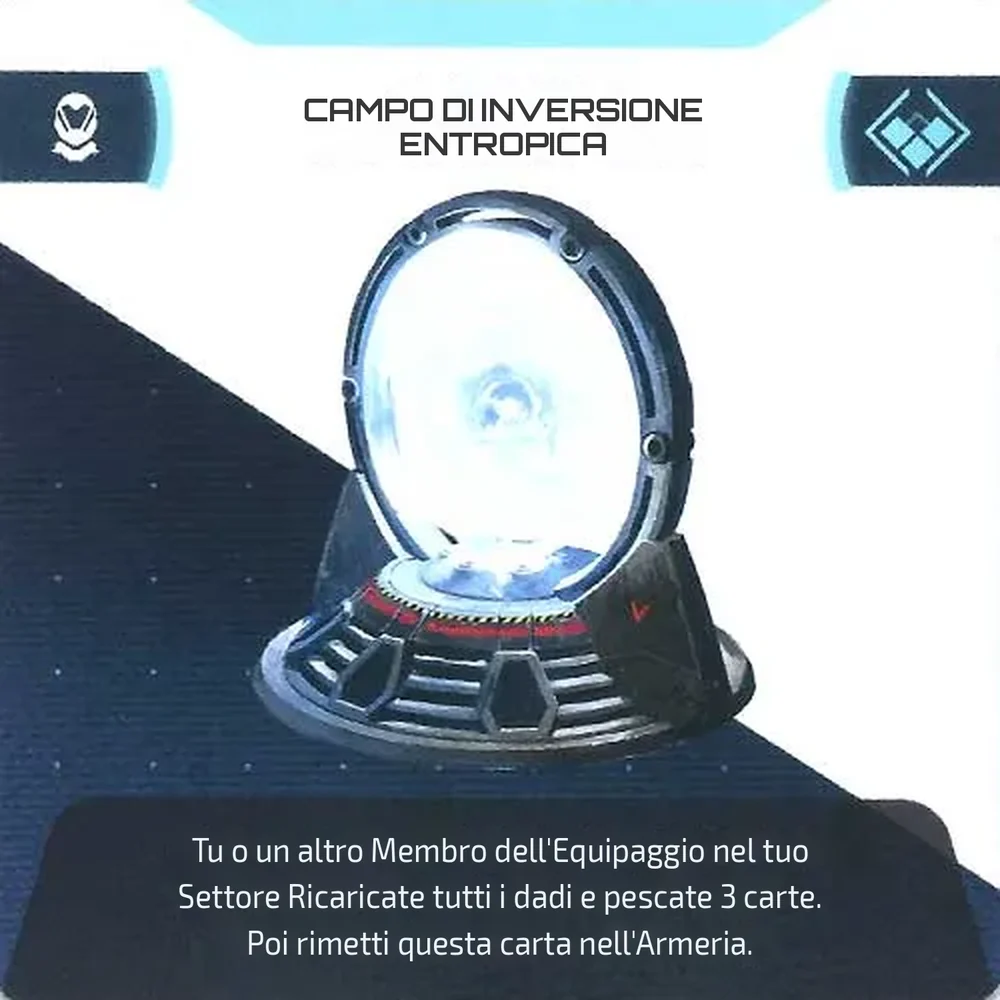 CAMPO DI INVERSIONE
ENTROPICA
Tu o un altro Membro dell'Equipaggio nel tuo
Settore Ricaricate tutti i dadi e pescate 3 carte.
Poi rimetti questa carta nell'Armeria.